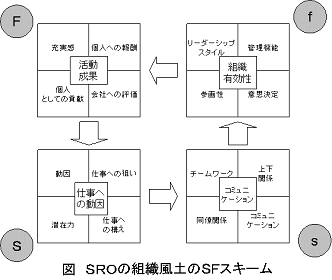 F
f
充実感
個人への報酬
活動
成果
個人
としての貢献
会社への評価
リーダーシップ
スタイル
管理機能
組織
有効性
参画性
意思決定
動因
仕事への狙い
仕事へ
の動因
潜在力
仕事へ
の構え
チームワーク
上下
関係
コミュニ
ケーション
同僚関係
コミュニ
ケーション
S
s
図 SROの組織風土のSFスキーム